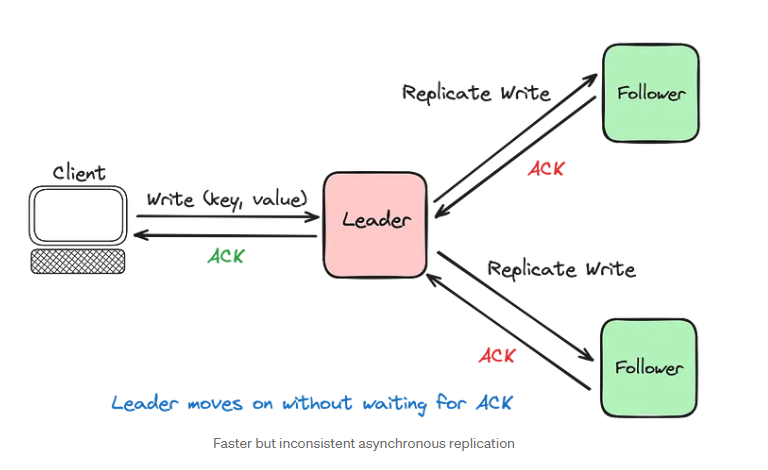 Follower
Replicate Write
ACK
Client
Write (key, value)
Leader
ACK
Replicate Write
ACK
Follower
Leader moves on without waiting for ACK
Faster but inconsistent asynchronous replication